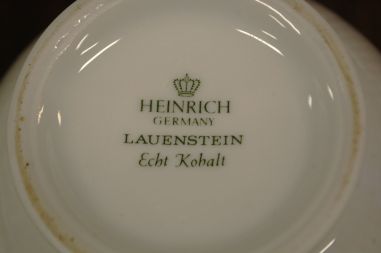 HEINRICH
GERMANY
LAUENSTEIN
Echt Kobalt